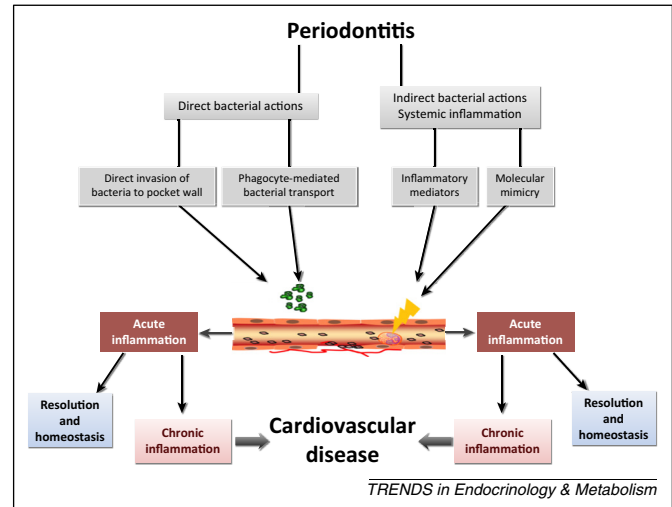 Periodontitis
Direct bacterial actions
Indirect bacterial actions
Systemic inflammation
Direct invasion of
bacteria to pocket wall
Phagocyte-mediated
bacterial transport
Inflammatory
mediators
Molecular
mimicry
Acute
inflammation
Acute
inflammation
Resolution
and
homeostasis
Chronic
inflammation
Cardiovascular
disease
Chronic
inflammation
Resolution
and
homeostasis
TRENDS in Endocrinology & Metabolism